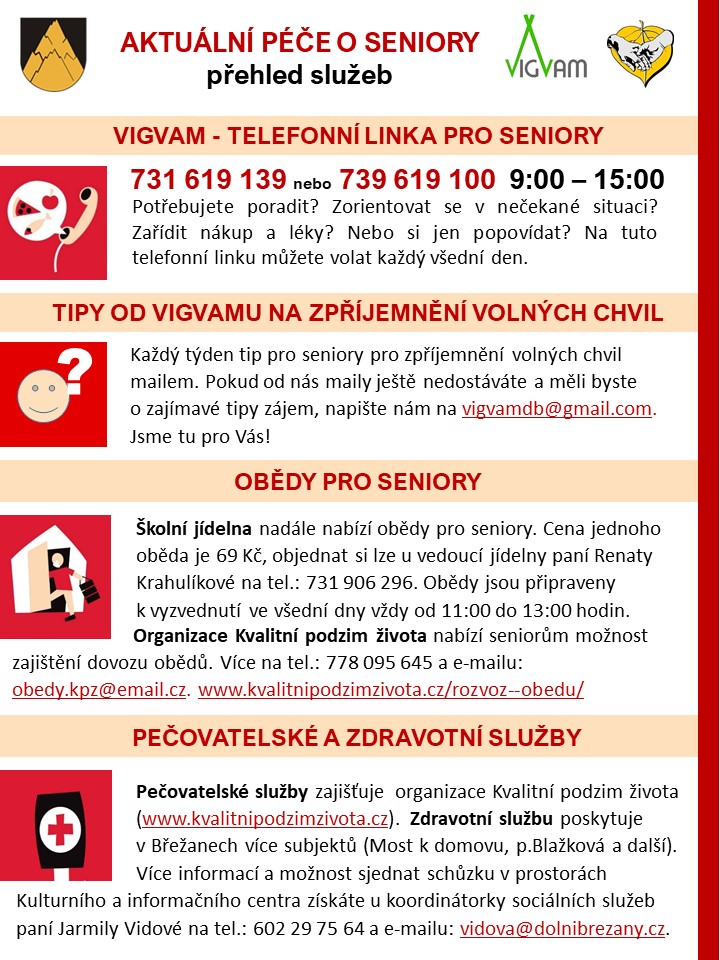 AKTUÁLNÍ PÉČE O SENIORY
přehled služeb
VIGVAM
VIGVAM - TELEFONNÍ LINKA PRO SENIORY
731 619 139 nebo 739 619 100 9:00 – 15:00
Potřebujete poradit? Zorientovat se v nečekané situaci?
Zařídit nákup a léky? Nebo si jen popovídat? Na tuto
telefonní linku můžete volat každý všední den.
TIPY OD VIGVAMU NA ZPŘÍJEMNĚNÍ VOLNÝCH CHVIL
?
Každý týden tip pro seniory pro zpříjemnění volných chvil
mailem. Pokud od nás maily ještě nedostáváte a měli byste
o zajímavé tipy zájem, napište nám na vigvamdb@gmail.com.
Jsme tu pro Vás!
OBĚDY PRO SENIORY
Školní jídelna nadále nabízí obědy pro seniory. Cena jednoho
oběda je 69 Kč, objednat si lze u vedoucí jídelny paní Renaty
Krahulíkové na tel.: 731 906 296. Obědy jsou připraveny
k vyzvednutí ve všední dny vždy od 11:00 do 13:00 hodin.
Organizace Kvalitní podzim života nabízí seniorům možnost
zajištění dovozu obědů. Více na tel.: 778 095 645 a e-mailu:
obedy.kpz@email.cz. www.kvalitnipodzimzivota.cz/rozvoz--obedu/
PEČOVATELSKÉ A ZDRAVOTNÍ SLUŽBY
Pečovatelské služby zajišťuje organizace Kvalitní podzim života
(www.kvalitnipodzimzivota.cz). Zdravotní službu poskytuje
v Břežanech více subjektů (Most k domovu, p.Blažková a další).
Více informací a možnost sjednat schůzku v prostorách
Kulturního a informačního centra získáte u koordinátorky sociálních služeb
paní Jarmily Vidové na tel.: 602 29 75 64 a e-mailu: vidova@dolnibrezany.cz.